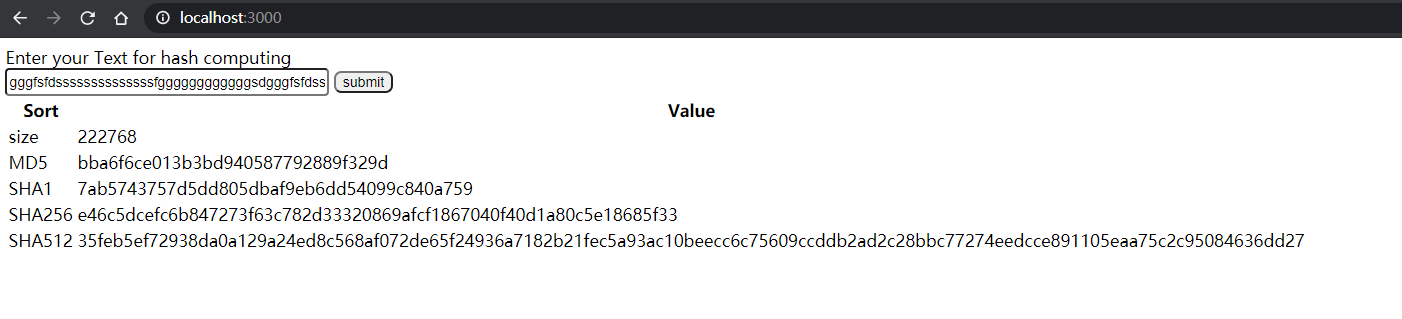 localhost:3000
Enter your Text for hash computing
gggfsfdssssssssssssssfggggggggggggsdgggfsfdss submit
Sort Value
size 222768
MD5 bba6f6ce013b3bd940587792889f329d
SHA1 7ab5743757d5dd805dbaf9eb6dd54099c840a759
SHA256 e46c5dcefc6b847273f63c782d33320869afcf1867040f40d1a80c5e18685f33
SHA512 35feb5ef72938da0a129a24ed8c568af072de65f24936a7182b21fec5a93ac10beecc6c75609ccddb2ad2c28bbc77274eedcce891105eaa75c2c95084636dd27